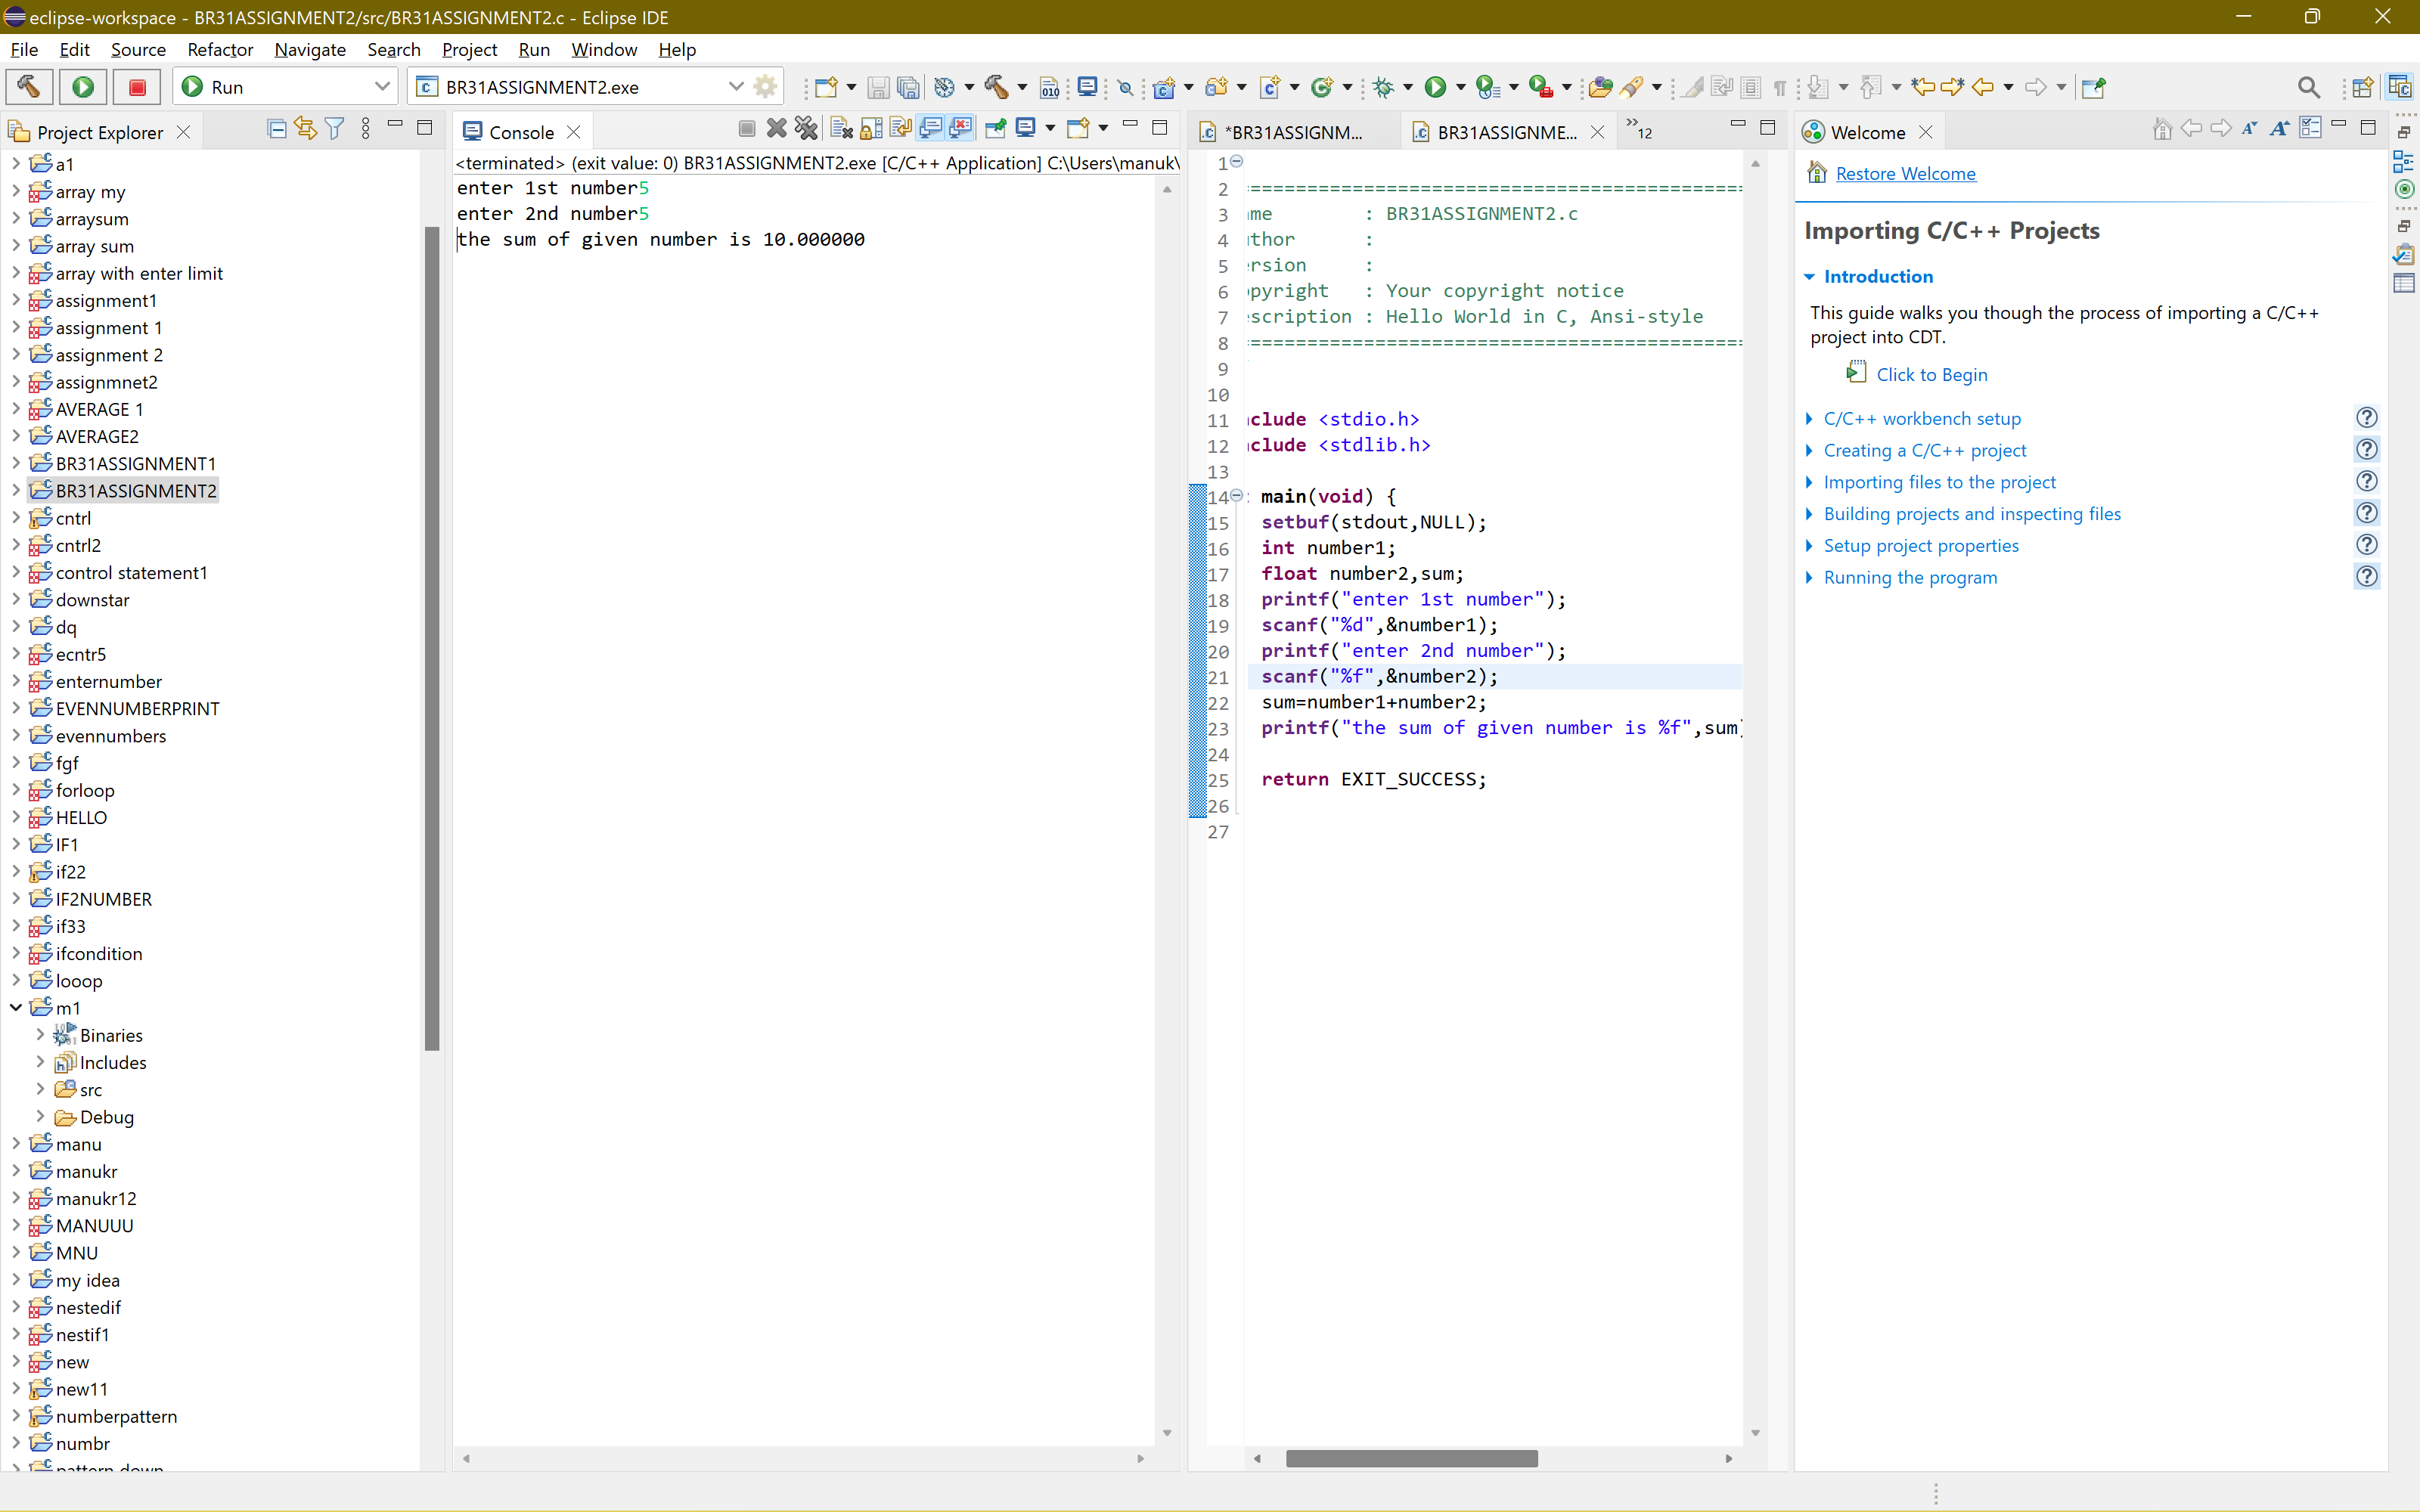 eclipse-workspace - BR31ASSIGNMENT2/src/BR31ASSIGNMENT2.c - Eclipse IDE
File Edit Source Refactor Navigate Search Project Run Window Help
Run
BR31ASSIGNMENT2.exe
Project Explorer
a1
array my
arraysum
array sum
array with enter limit
assignment1
assignment 1
assignment 2
assignmnet2
AVERAGE 1
AVERAGE2
BR31ASSIGNMENT1
BR31ASSIGNMENT2
cntrl
cntrl2
control statement1
downstar
dq
ecntr5
enternumber
EVENNUMBERPRINT
evennumbers
fgf
forloop
HELLO
IF1
if22
IF2NUMBER
if33
ifcondition
looop
m1
Binaries
Includes
src
Debug
manu
manukr
manukr12
MANUUU
MNU
my idea
nestedif
nestif1
new
new11
numberpattern
numbr
pattern down
Console
<terminated> (exit value: 0) BR31ASSIGNMENT2.exe [C/C++ Application] C:\Users\manuk\
enter 1st number5
enter 2nd number5
the sum of given number is 10.000000
*BR31ASSIGNM...
BR31ASSIGNME...
»12
1
2 ============================================
3 me : BR31ASSIGNMENT2.c
4 thor :
5 rsion :
6 pyright : Your copyright notice
7 scription : Hello World in C, Ansi-style
8 ============================================
9
10
11 clude <stdio.h>
12 clude <stdlib.h>
13
14 main(void) {
15 setbuf(stdout,NULL);
16 int number1;
17 float number2,sum;
18 printf("enter 1st number");
19 scanf("%d",&number1);
20 printf("enter 2nd number");
21 scanf("%f",&number2);
22 sum=number1+number2;
23 printf("the sum of given number is %f",sum)
24
25 return EXIT_SUCCESS;
26
27
Welcome
Restore Welcome
Importing C/C++ Projects
Introduction
This guide walks you though the process of importing a C/C++
project into CDT.
Click to Begin
C/C++ workbench setup
Creating a C/C++ project
Importing files to the project
Building projects and inspecting files
Setup project properties
Running the program